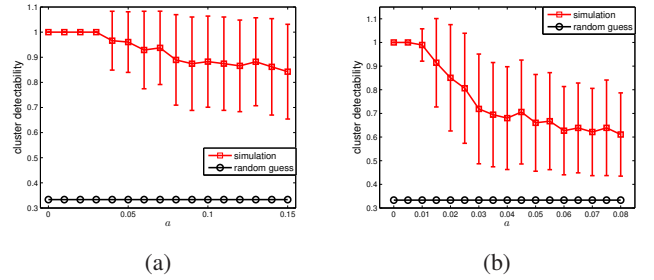 1.1
1
0.9
0.8
0.7
0.6
0.5
0.4
0.3
cluster detectability
simulation
random guess
0 0.05 0.1 0.15
a
(a)
1.1
1
0.9
0.8
0.7
0.6
0.5
0.4
0.3
cluster detectability
simulation
random guess
0 0.01 0.02 0.03 0.04 0.05 0.06 0.07 0.08
a
(b)